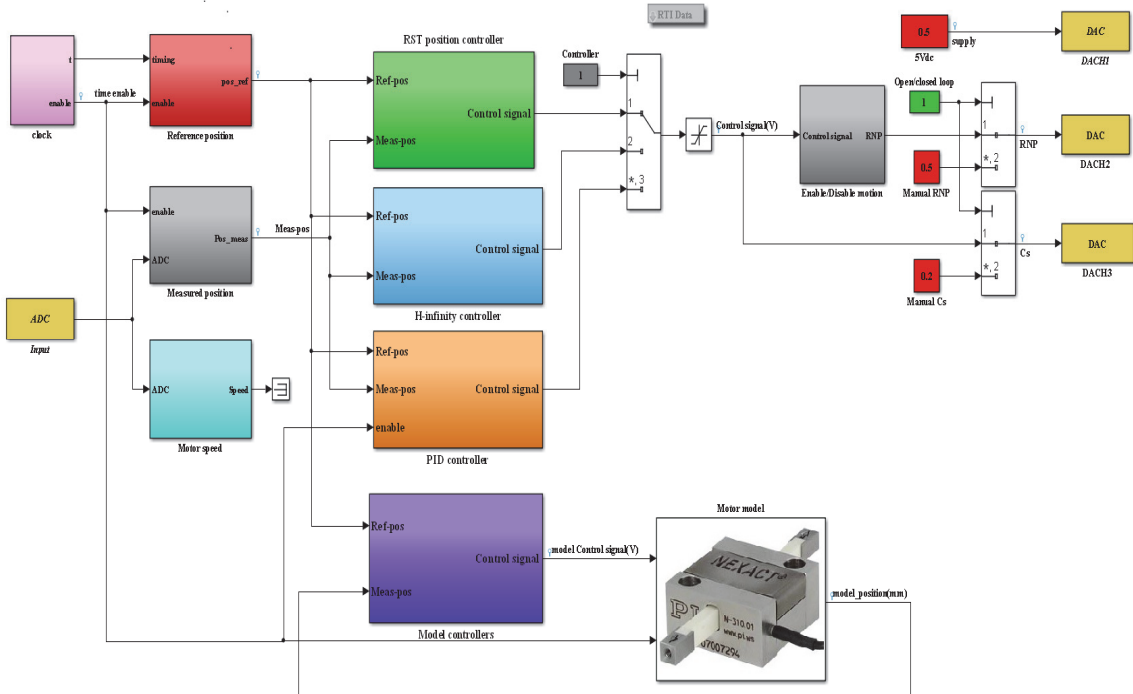 RTI Data
RST position controller
Controller
1
0.5
5Vdc
supply
DAC
DACH1
t
enable
clock
time enable
timing
enable
pos_ref
Reference position
Ref-pos
Meas-pos
Control signal
1
2
*, 3
Control signal(V)
Control signal
RNP
Enable/Disable motion
Open/closed loop
1
0.5
Manual RNP
1
*, 2
RNP
DAC
DACH2
enable
ADC
Pos_meas
Measured position
Meas-pos
Ref-pos
Meas-pos
Control signal
H-infinity controller
0.2
Manual Cs
1
*, 2
Cs
DAC
DACH3
ADC
Input
ADC
Speed
Motor speed
Ref-pos
Meas-pos
enable
Control signal
PID controller
Ref-pos
Meas-pos
Control signal
Model controllers
model Control signal(V)
Motor model
NEXACT®
PI
N-310.01
www.pi.ws
07007294
model_position(mm)